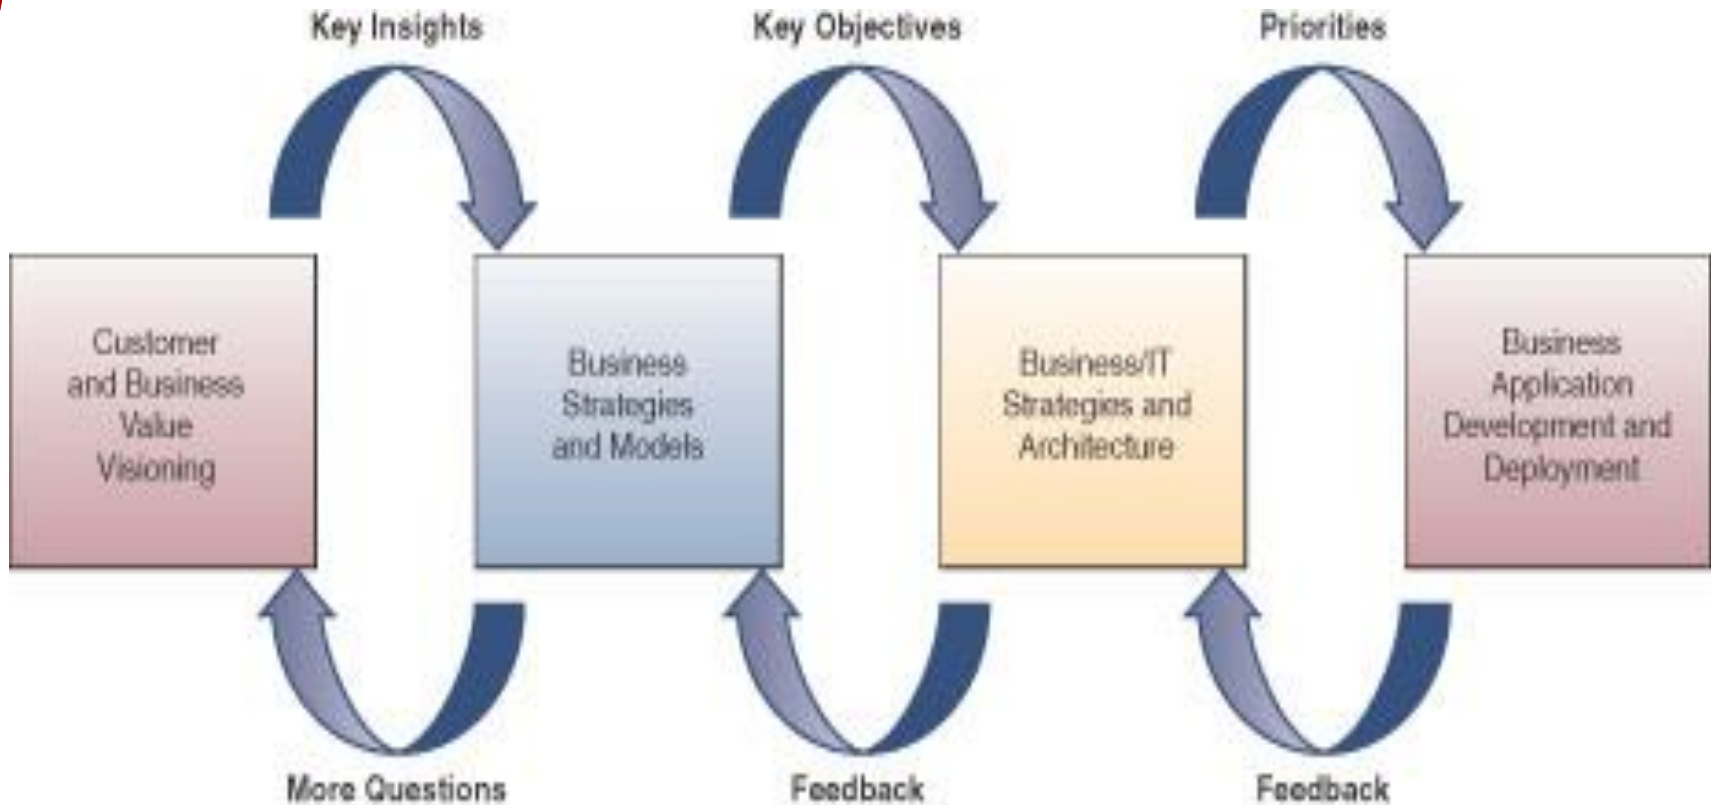 Key Insights
Key Objectives
Priorities
Customer
and Business
Value
Visioning
Business
Strategies
and Models
Business/IT
Strategies and
Architecture
Business
Application
Development and
Deployment
More Questions
Feedback
Feedback